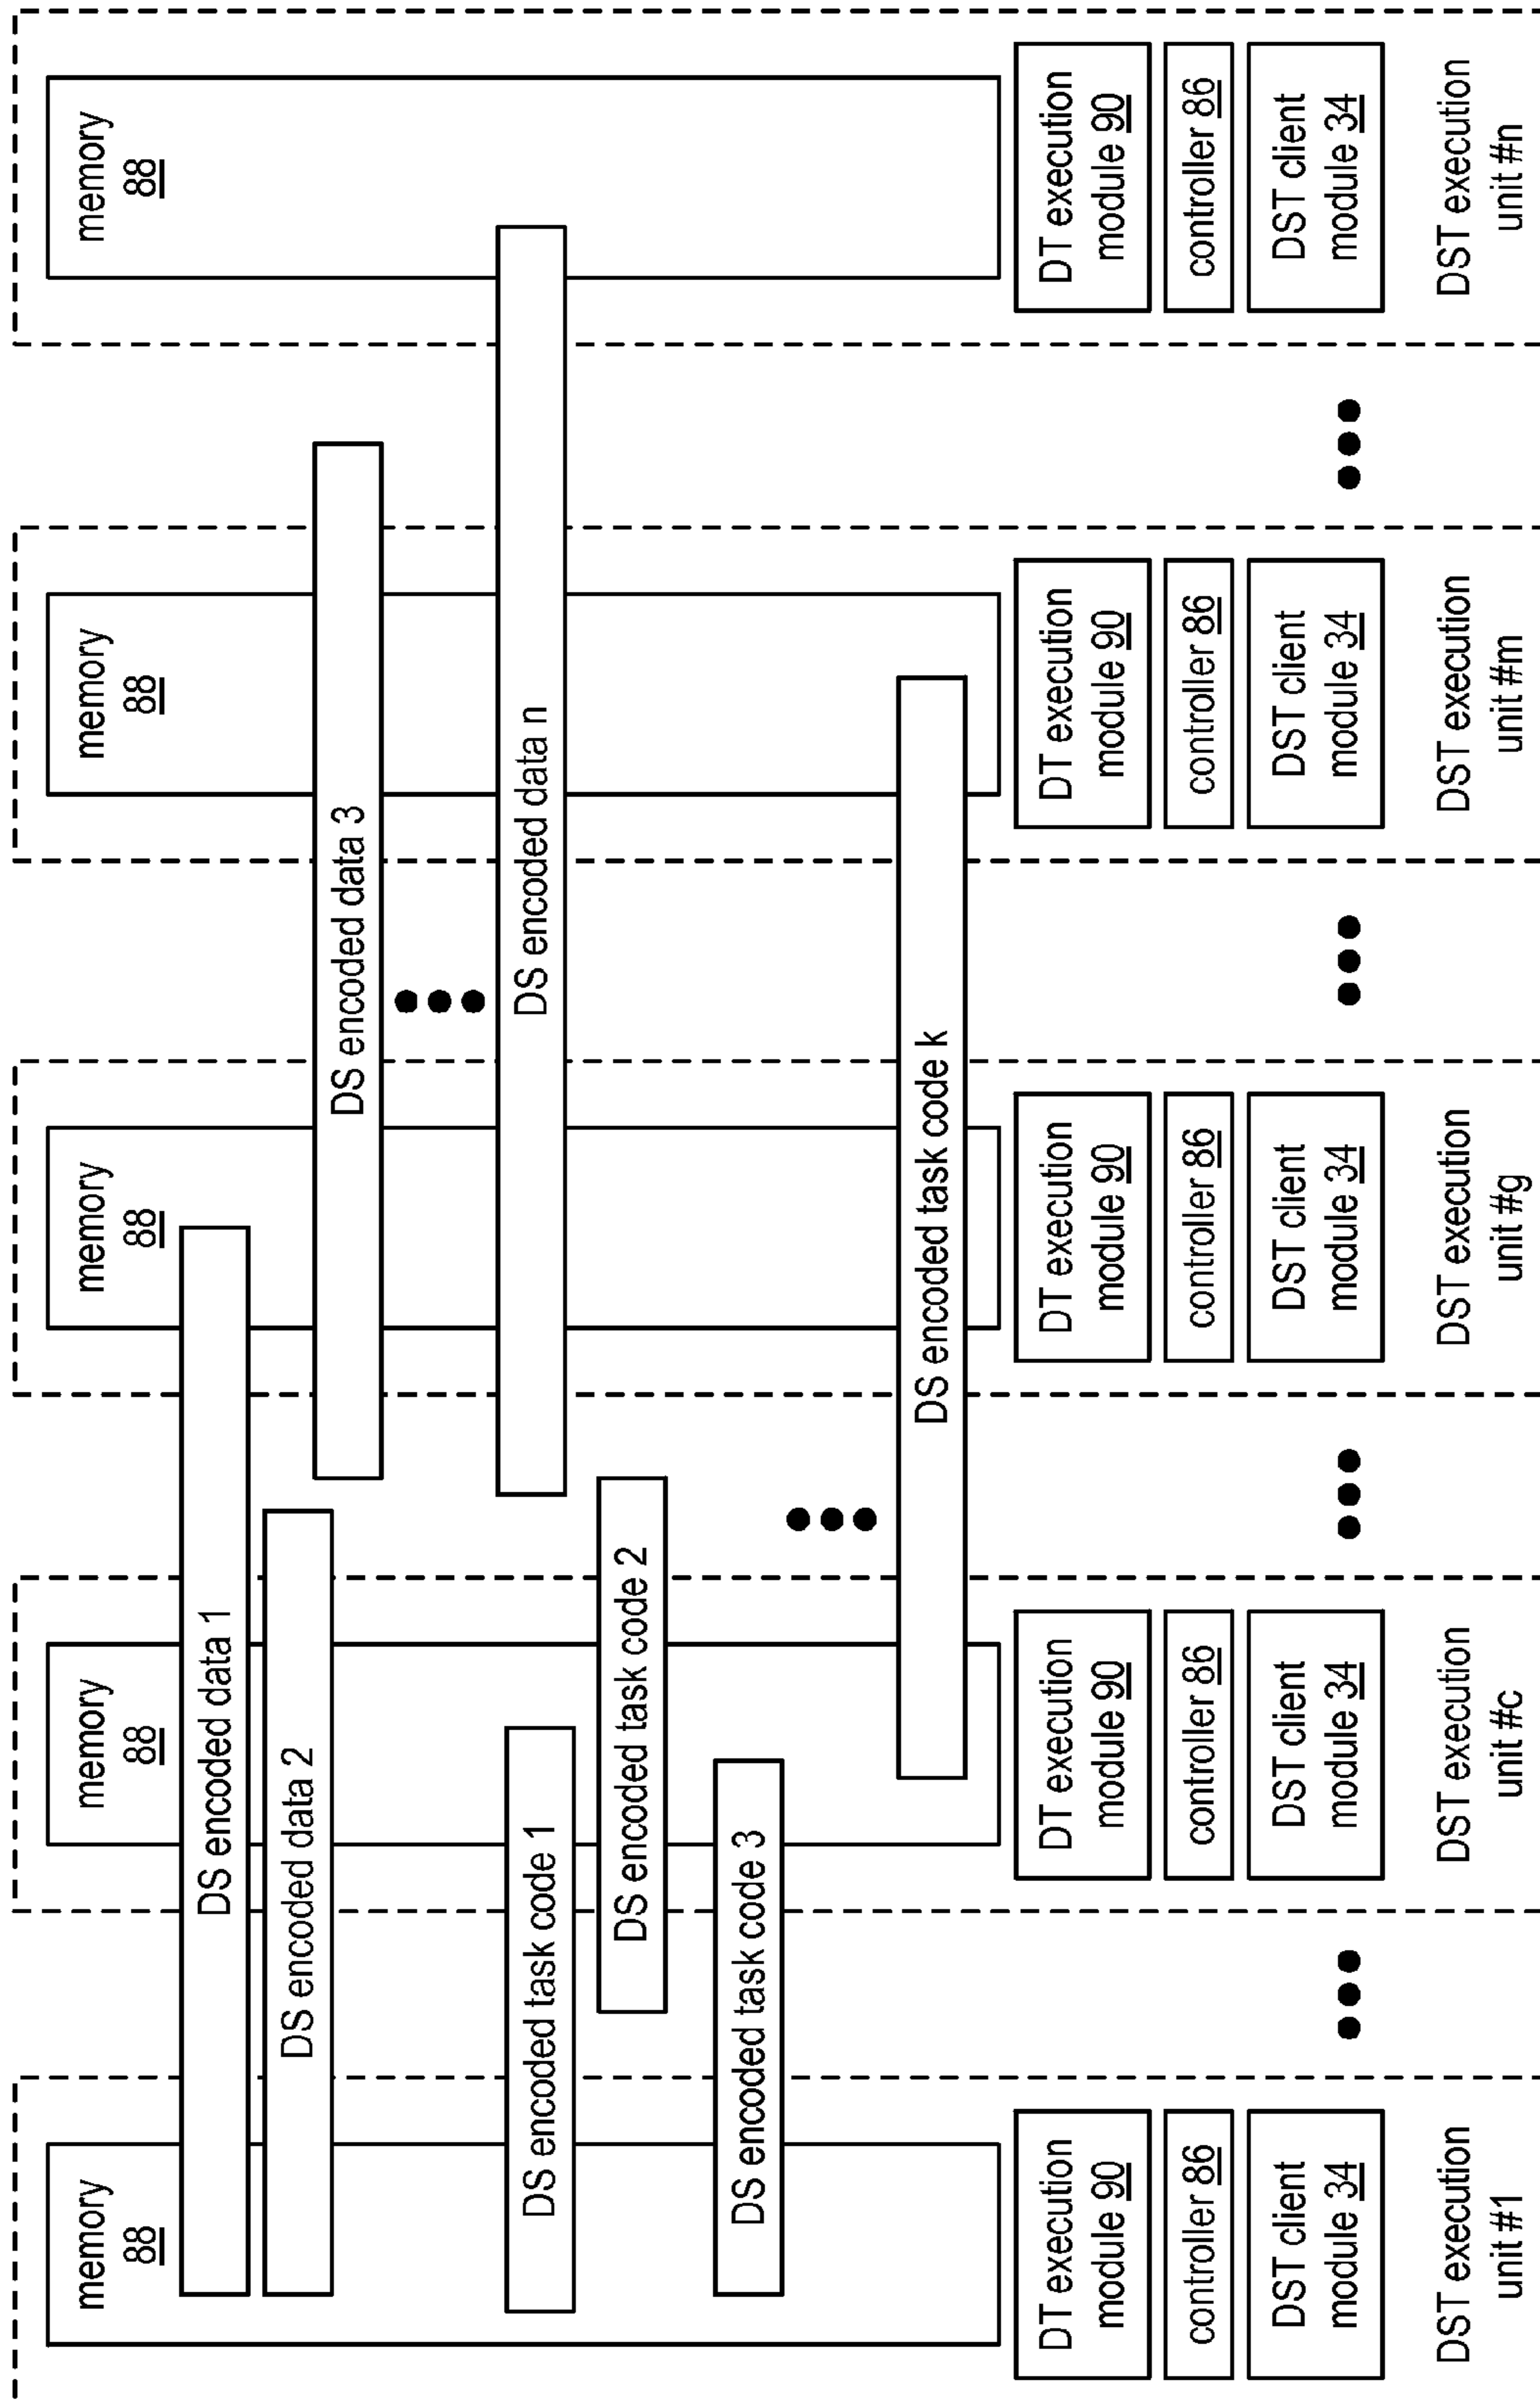 memory
88
memory
88
memory
88
memory
88
memory
88
DS encoded data 1
DS encoded data 2
DS encoded data 3
DS encoded data n
DS encoded task code 1
DS encoded task code 2
DS encoded task code 3
DS encoded task code k
DT execution
module 90
controller 86
DST client
module 34
DST execution
unit #1
DT execution
module 90
controller 86
DST client
module 34
DST execution
unit #c
DT execution
module 90
controller 86
DST client
module 34
DST execution
unit #g
DT execution
module 90
controller 86
DST client
module 34
DST execution
unit #m
DT execution
module 90
controller 86
DST client
module 34
DST execution
unit #n